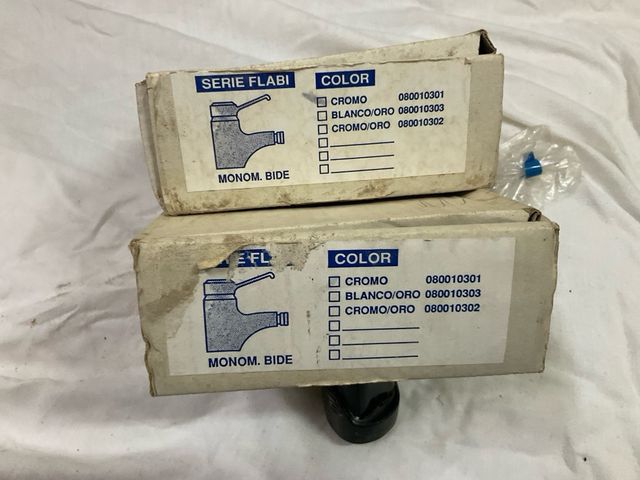 SERIE FLABI
COLOR
CROMO 080010301
BLANCO/ORO 080010303
CROMO/ORO 080010302
MONOM. BIDE
COLOR
CROMO 080010301
BLANCO/ORO 080010303
CROMO/ORO 080010302
MONOM. BIDE